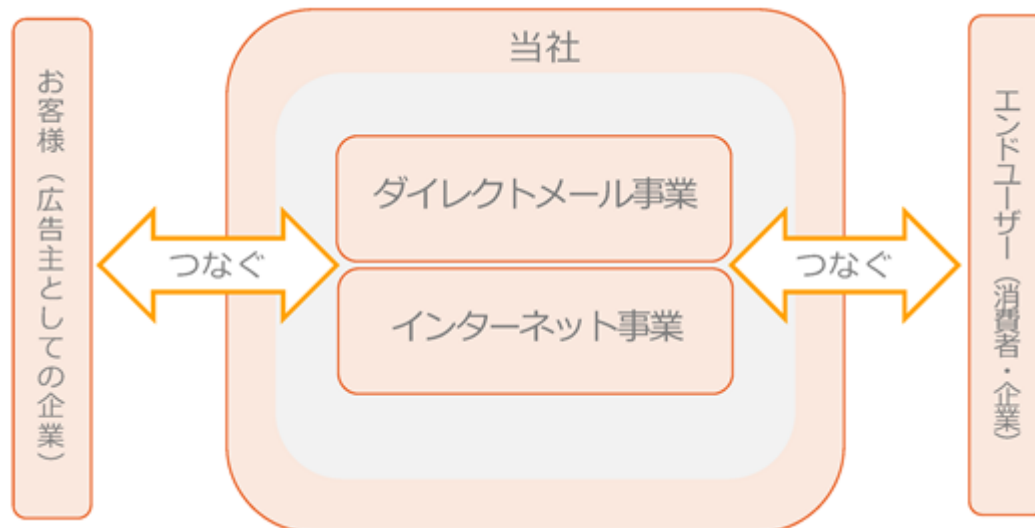 お客様（広告主としての企業）
当社
ダイレクトメール事業
つなぐ
つなぐ
インターネット事業
エンドユーザー（消費者・企業）